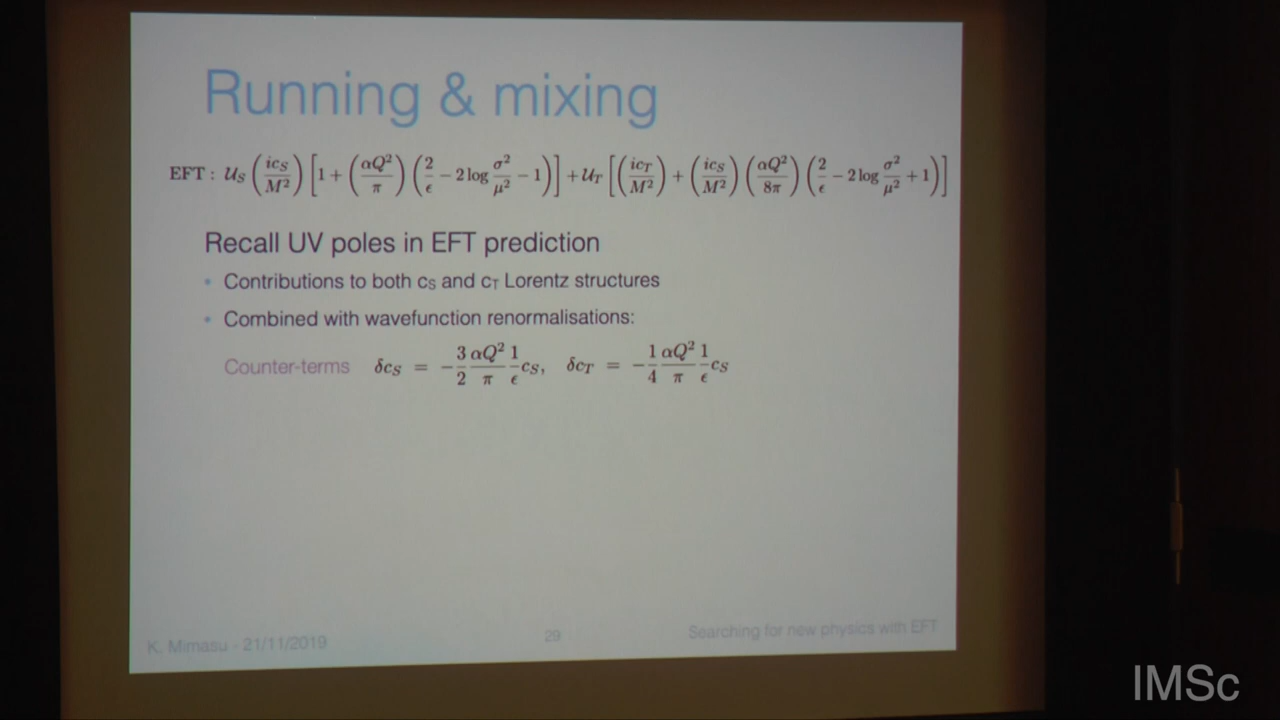 Running & mixing
EFT : 𝒰_S (ic_S/M²) [1 + (αQ²/π) (2/ϵ − 2 log σ²/μ² − 1)] + 𝒰_T [(ic_T/M²) + (ic_S/M²) (αQ²/8π) (2/ϵ − 2 log σ²/μ² + 1)]
Recall UV poles in EFT prediction
• Contributions to both c_S and c_T Lorentz structures
• Combined with wavefunction renormalisations:
Counter-terms δc_S = −3/2 αQ²/π 1/ϵ c_S, δc_T = −1/4 αQ²/π 1/ϵ c_S
K. Mimasu - 21/11/2019 29 Searching for new physics with EFT
IMSc